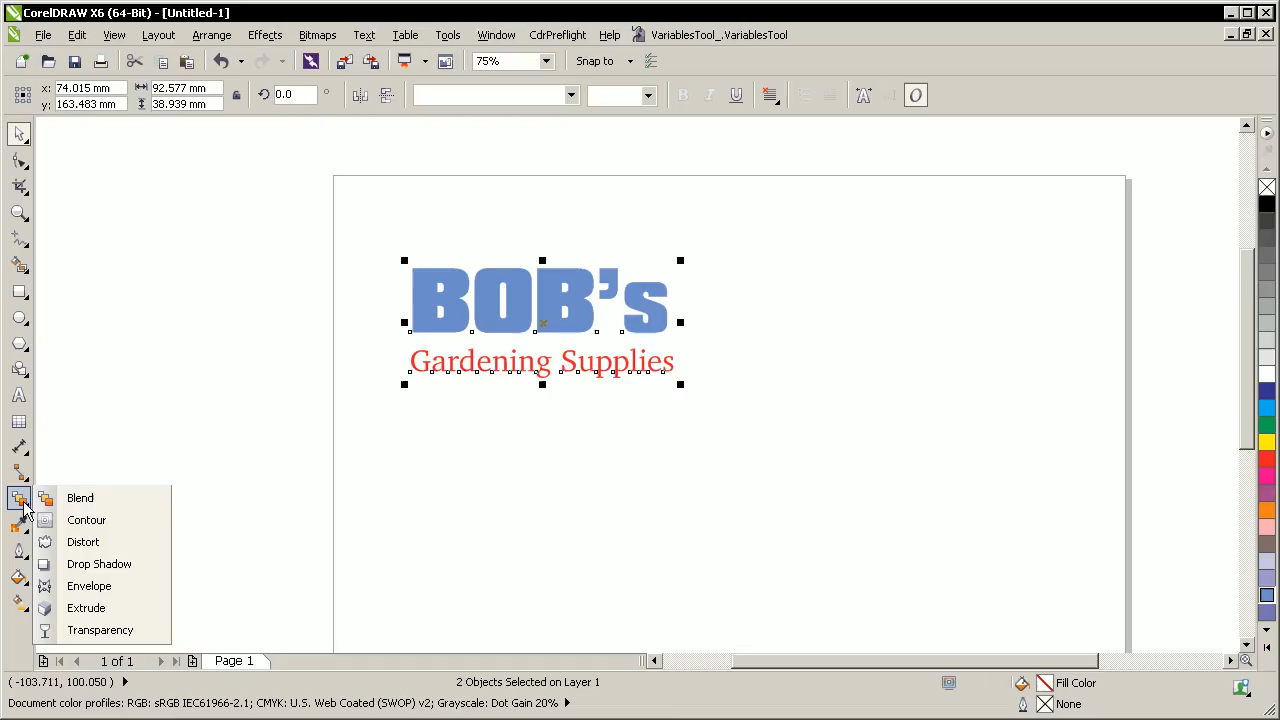 CorelDRAW X6 (64-Bit) - [Untitled-1]
File Edit View Layout Arrange Effects Bitmaps Text Table Tools Window CdrPreflight Help VariablesTool_.VariablesTool
75% Snap to
x: 74.015 mm 92.577 mm 0.0 °
y: 163.483 mm 38.939 mm
BOB's
Gardening Supplies
Blend
Contour
Distort
Drop Shadow
Envelope
Extrude
Transparency
1 of 1 Page 1
( -103.711, 100.050 ) 2 Objects Selected on Layer 1 Fill Color
Document color profiles: RGB: sRGB IEC61966-2.1; CMYK: U.S. Web Coated (SWOP) v2; Grayscale: Dot Gain 20% None